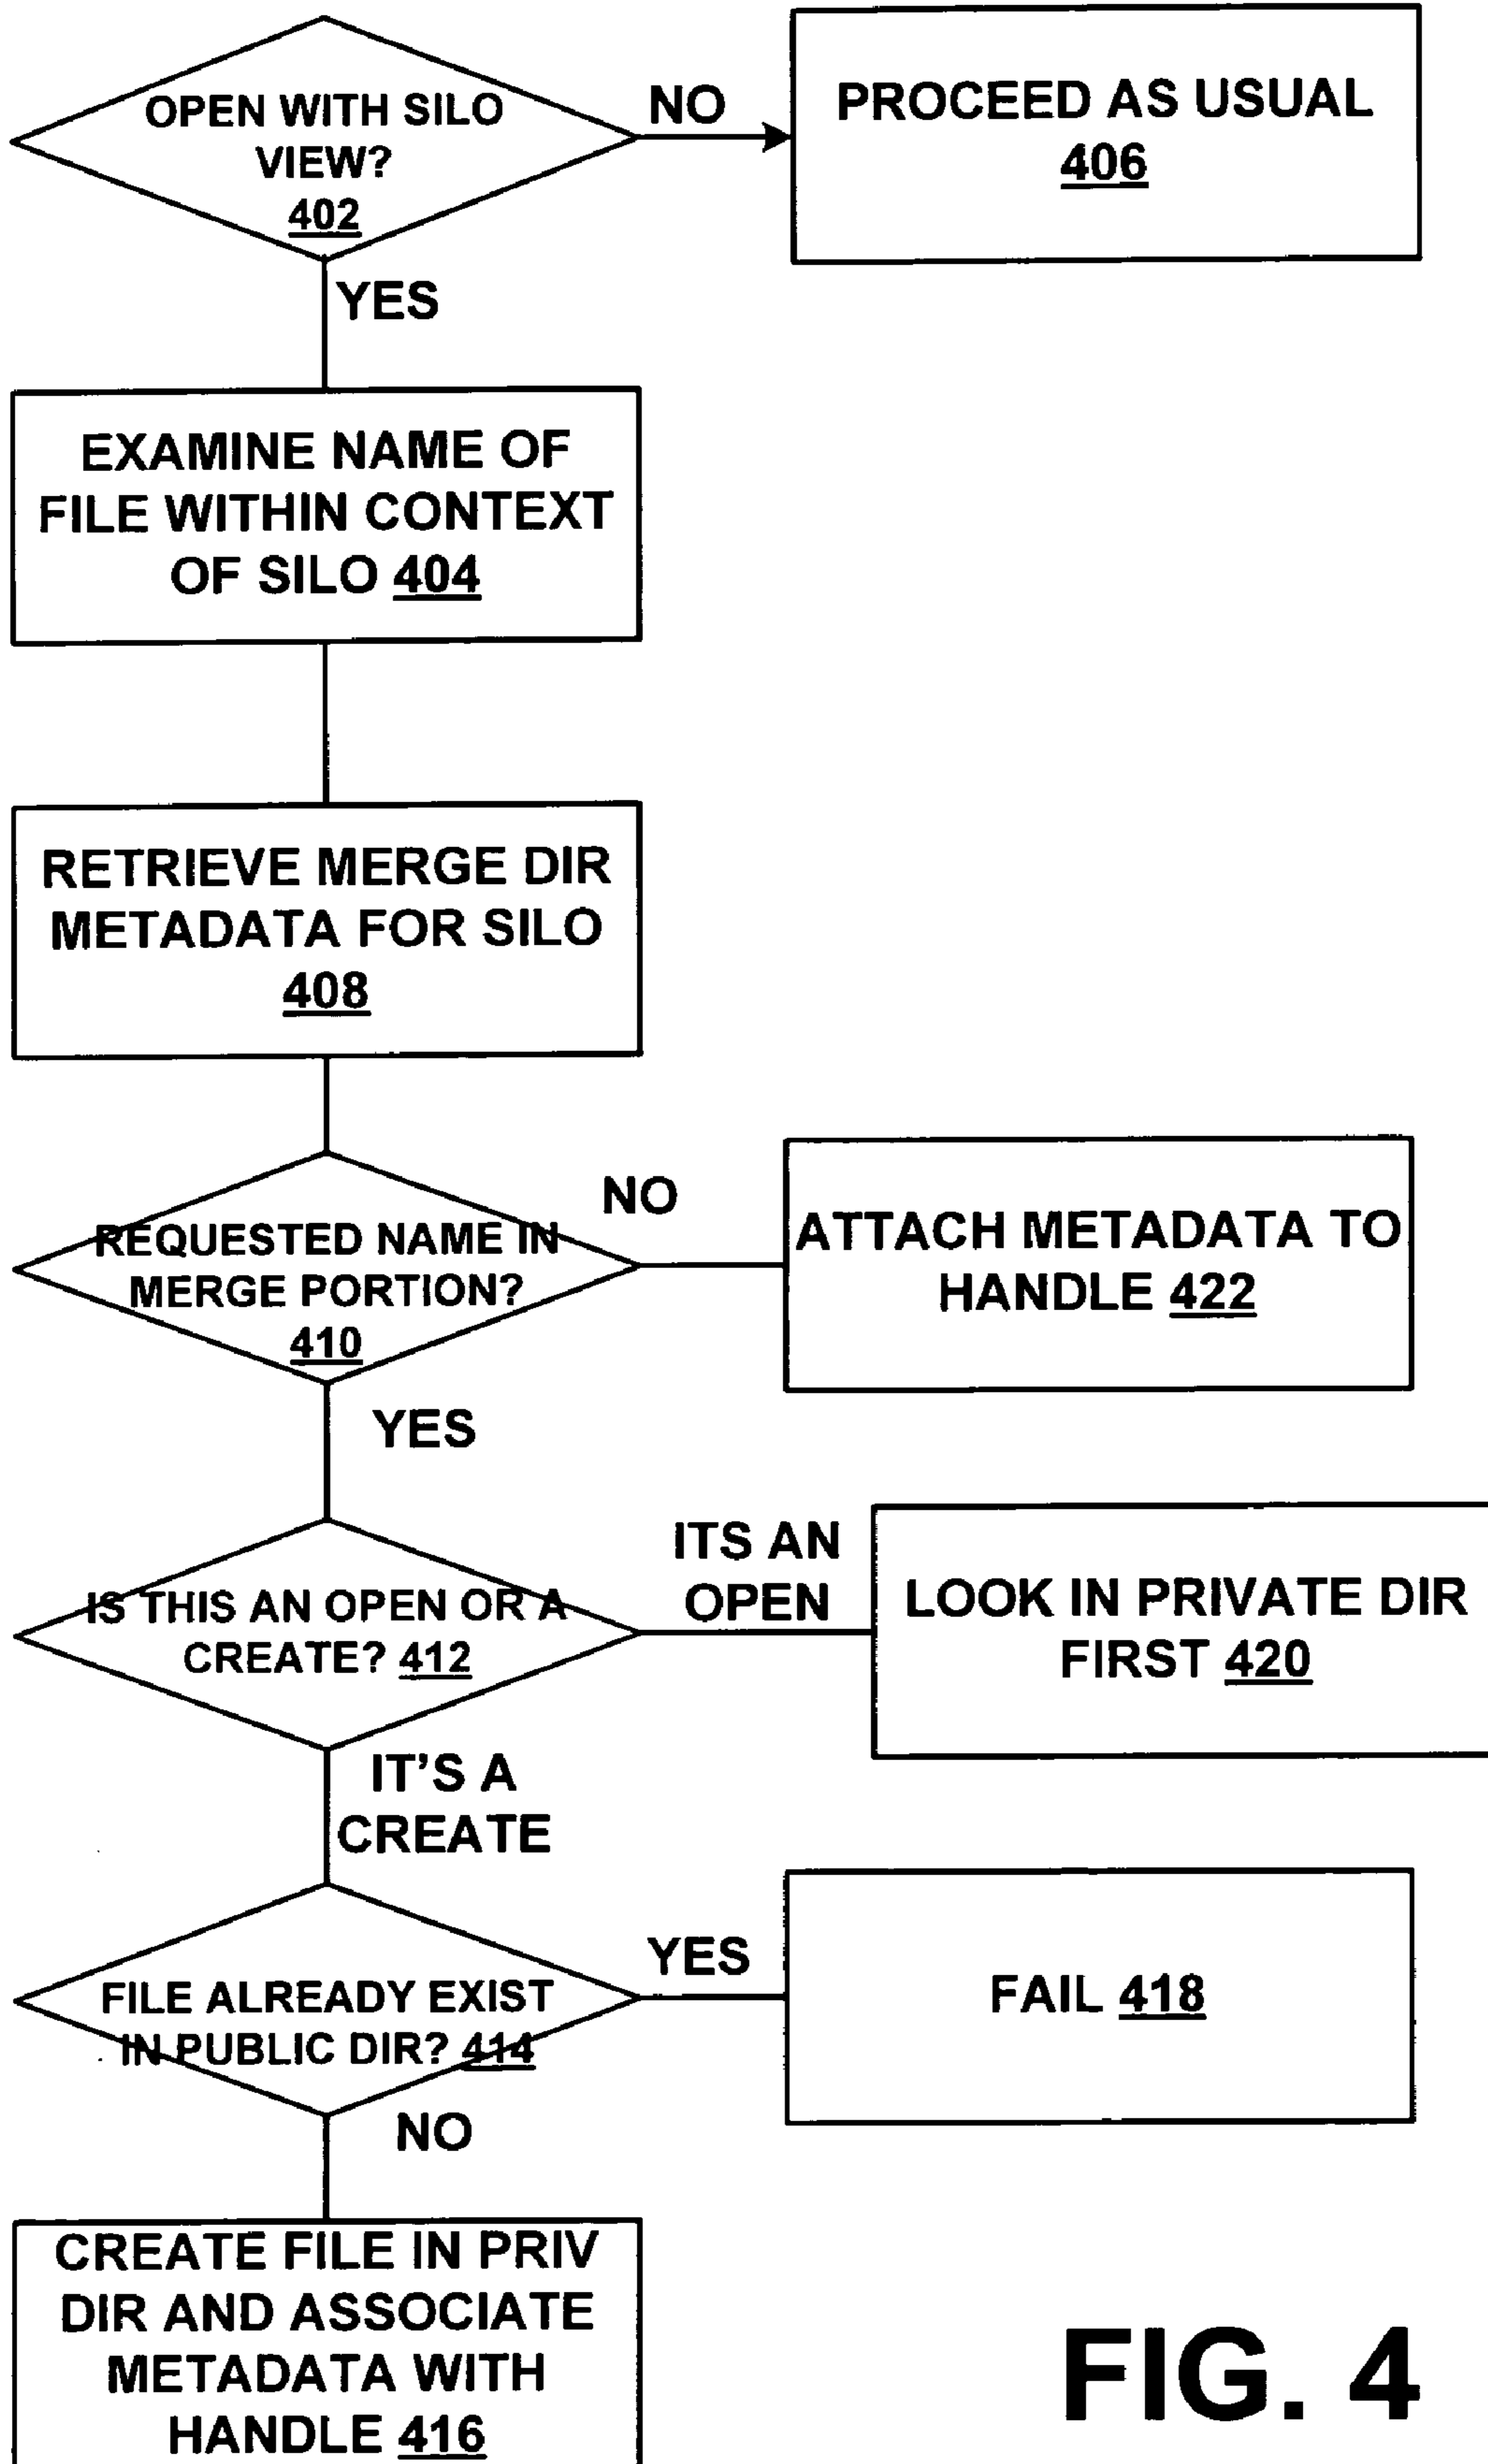 OPEN WITH SILO
VIEW?
402
NO
PROCEED AS USUAL
406
YES
EXAMINE NAME OF
FILE WITHIN CONTEXT
OF SILO 404
RETRIEVE MERGE DIR
METADATA FOR SILO
408
REQUESTED NAME IN
MERGE PORTION?
410
NO
ATTACH METADATA TO
HANDLE 422
YES
IS THIS AN OPEN OR A
CREATE? 412
ITS AN
OPEN
LOOK IN PRIVATE DIR
FIRST 420
IT'S A
CREATE
FILE ALREADY EXIST
IN PUBLIC DIR? 414
YES
FAIL 418
NO
CREATE FILE IN PRIV
DIR AND ASSOCIATE
METADATA WITH
HANDLE 416
FIG. 4